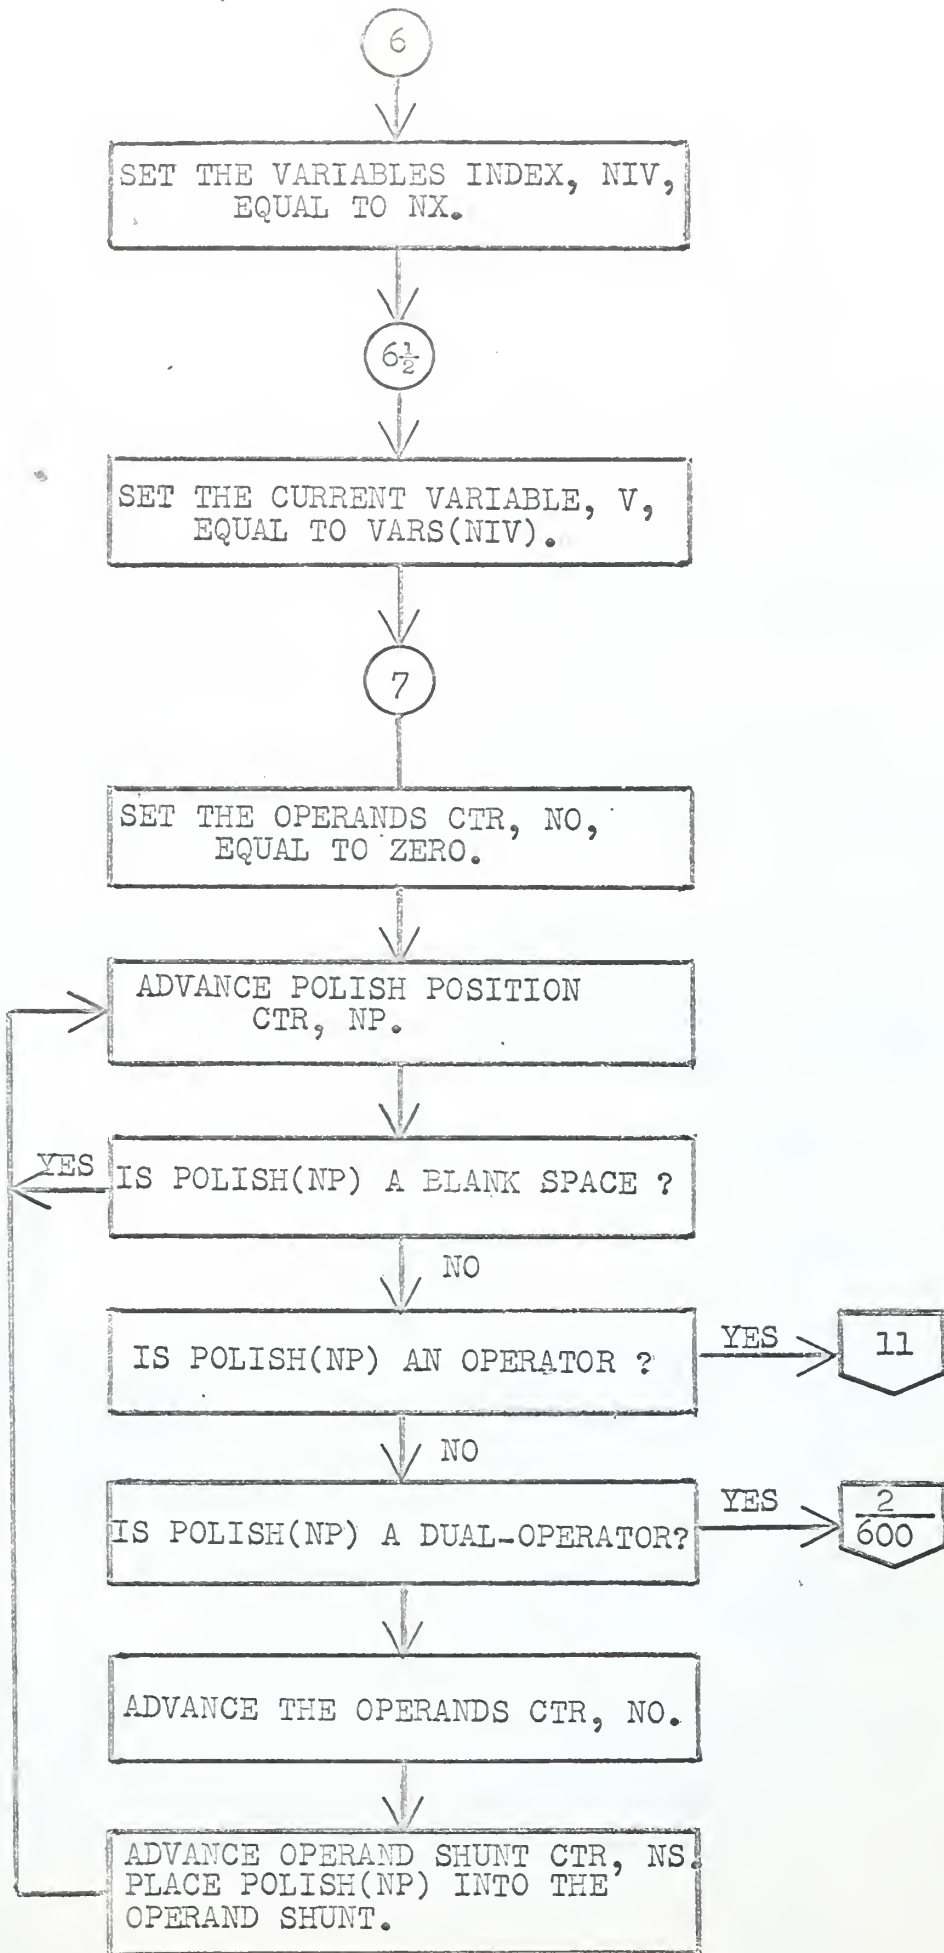 6
SET THE VARIABLES INDEX, NIV,
EQUAL TO NX.
6½
SET THE CURRENT VARIABLE, V,
EQUAL TO VARS(NIV).
7
SET THE OPERANDS CTR, NO,
EQUAL TO ZERO.
ADVANCE POLISH POSITION
CTR, NP.
YES
IS POLISH(NP) A BLANK SPACE ?
NO
IS POLISH(NP) AN OPERATOR ?
YES
11
NO
IS POLISH(NP) A DUAL-OPERATOR?
YES
2
600
ADVANCE THE OPERANDS CTR, NO.
ADVANCE OPERAND SHUNT CTR, NS.
PLACE POLISH(NP) INTO THE
OPERAND SHUNT.